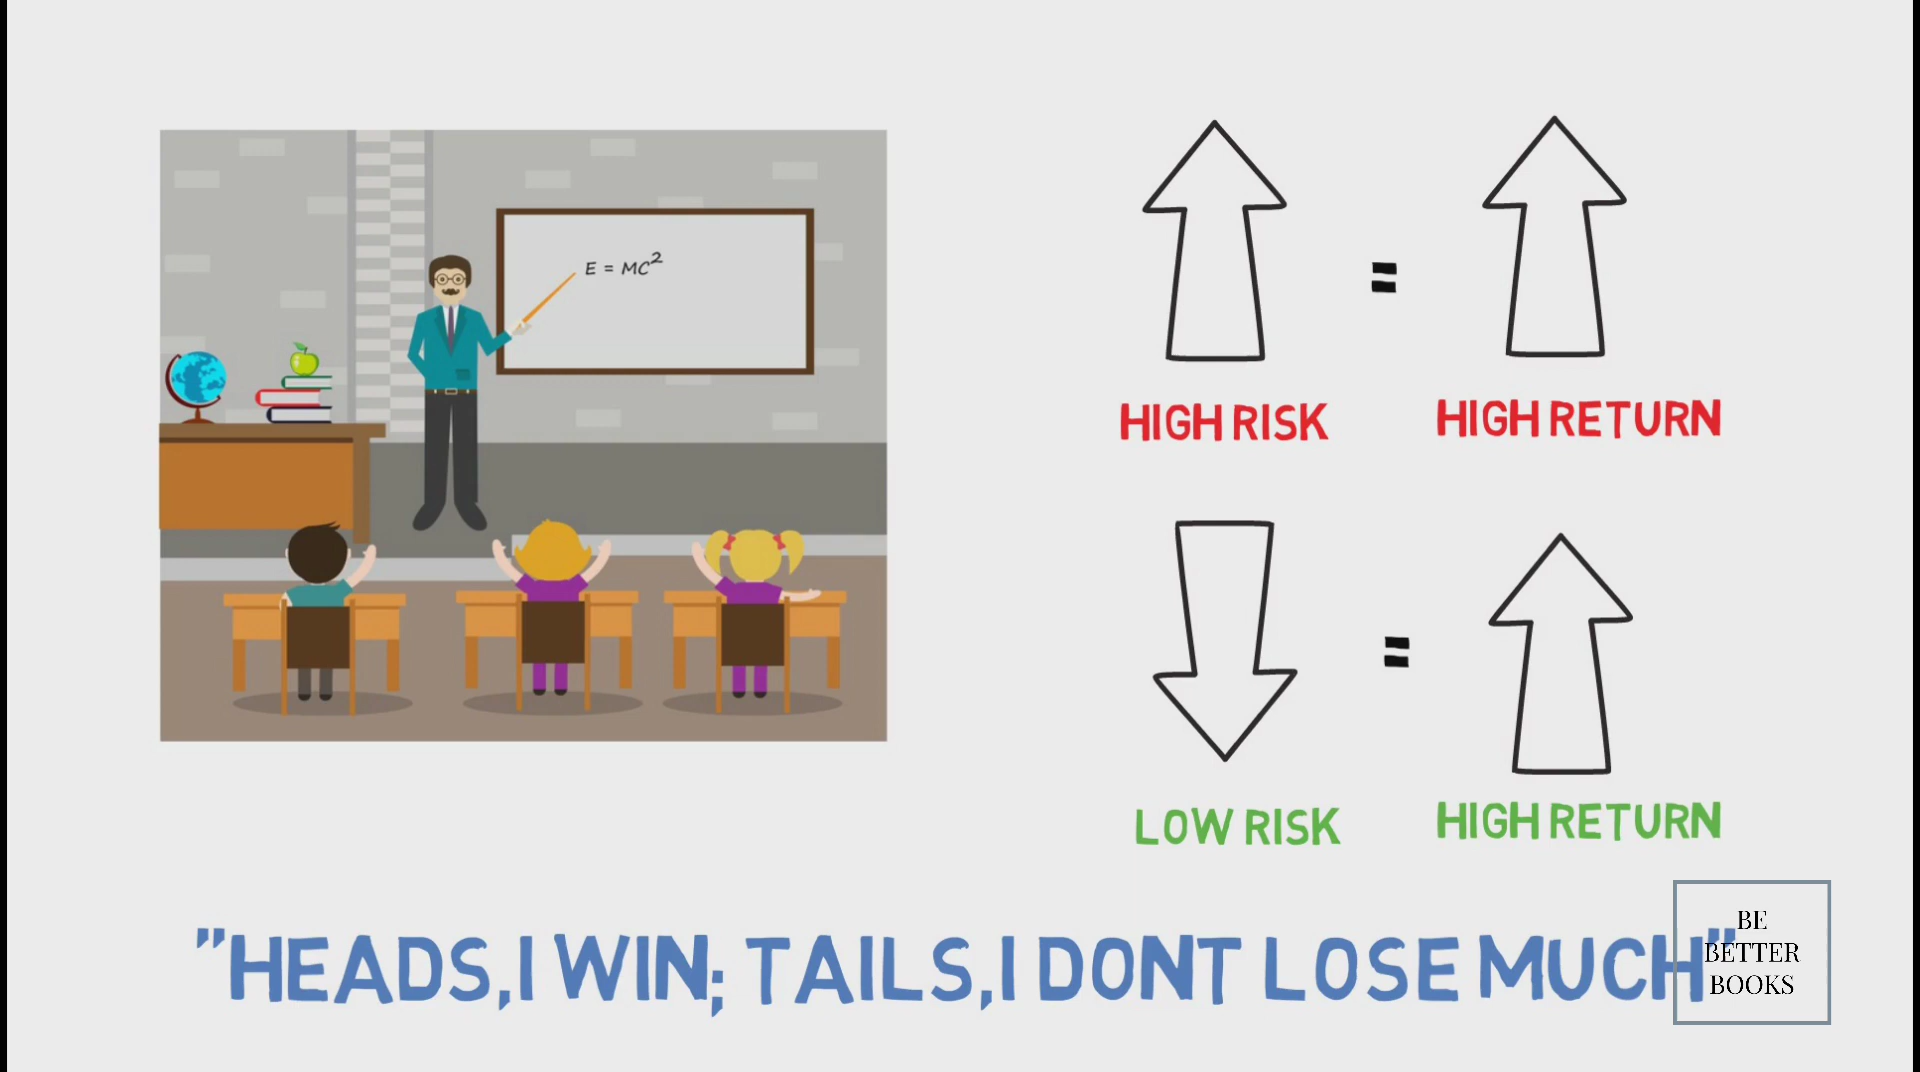 E = MC²
HIGH RISK = HIGH RETURN
LOW RISK = HIGH RETURN
"HEADS, I WIN; TAILS, I DONT LOSE MUCH"
BE
BETTER
BOOKS